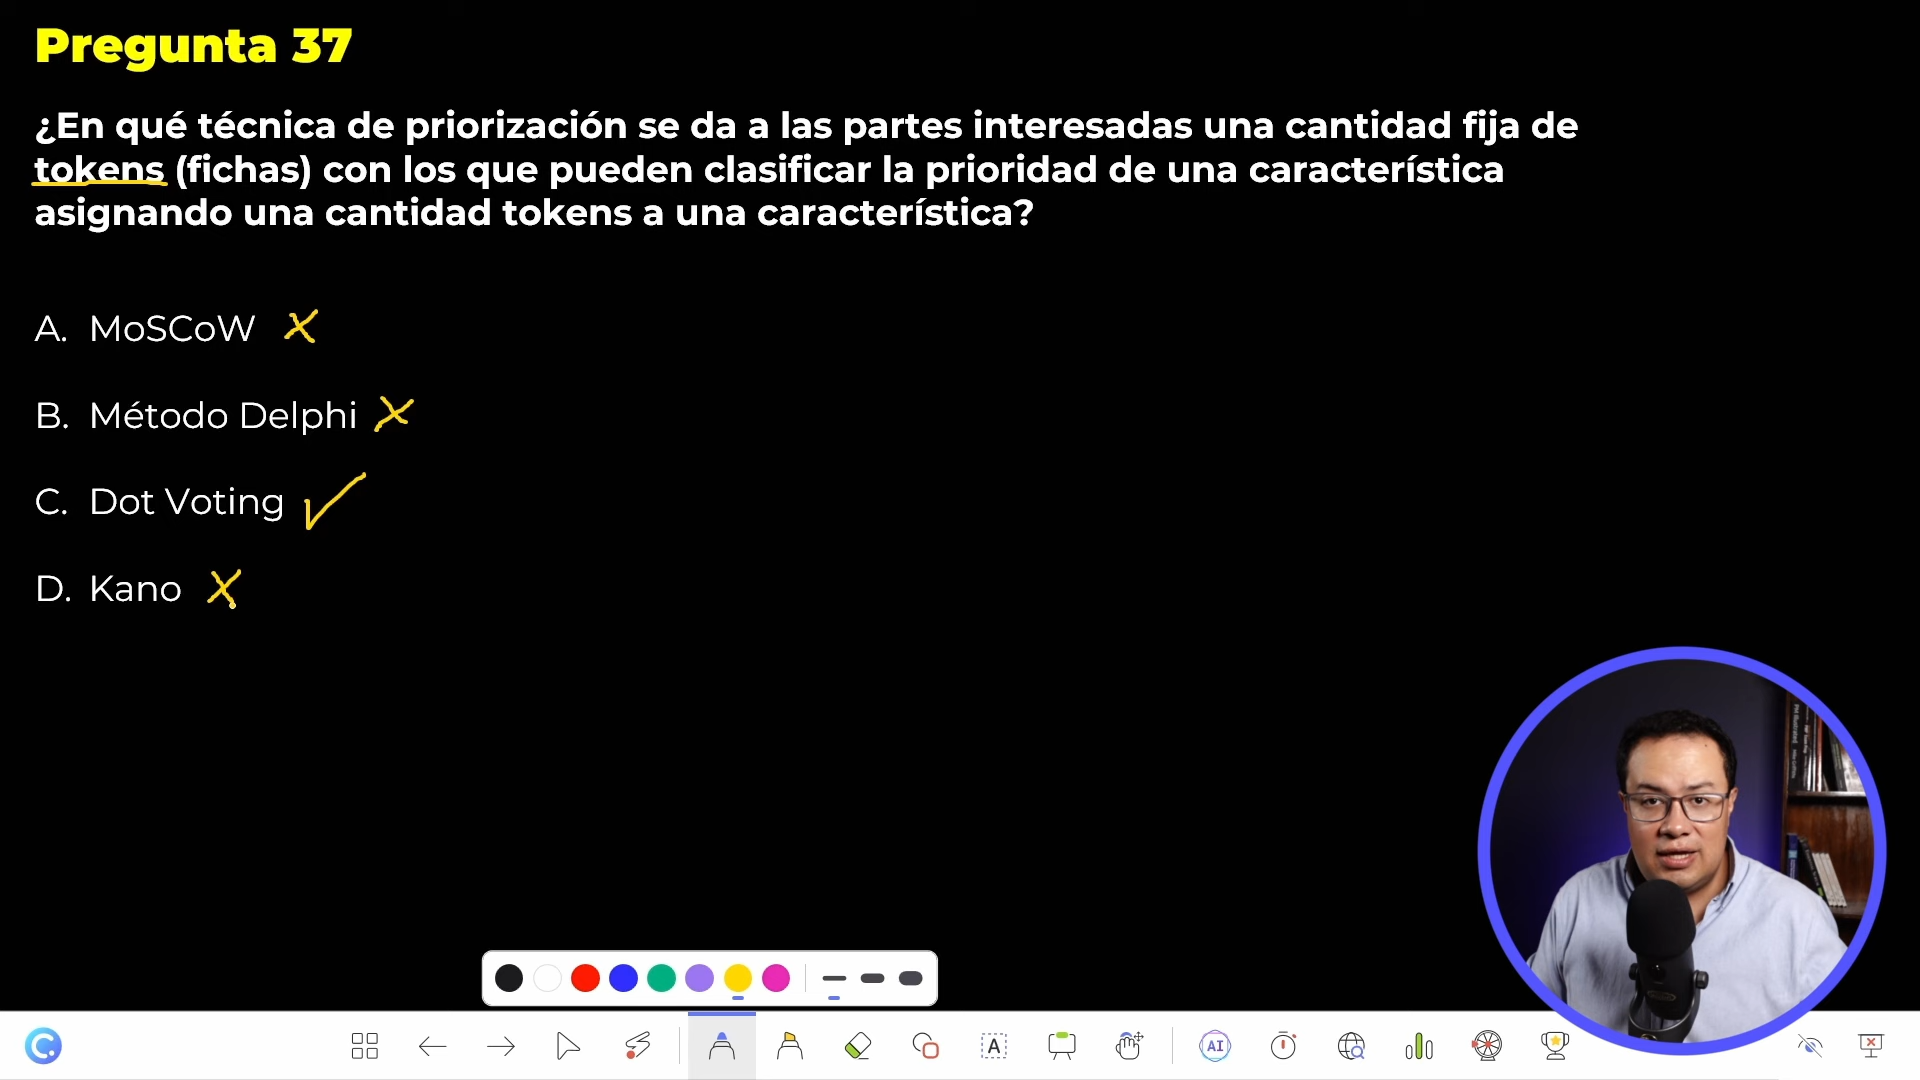 Pregunta 37
¿En qué técnica de priorización se da a las partes interesadas una cantidad fija de
tokens (fichas) con los que pueden clasificar la prioridad de una característica
asignando una cantidad tokens a una característica?
A. MoSCoW
B. Método Delphi
C. Dot Voting
D. Kano
A
AI